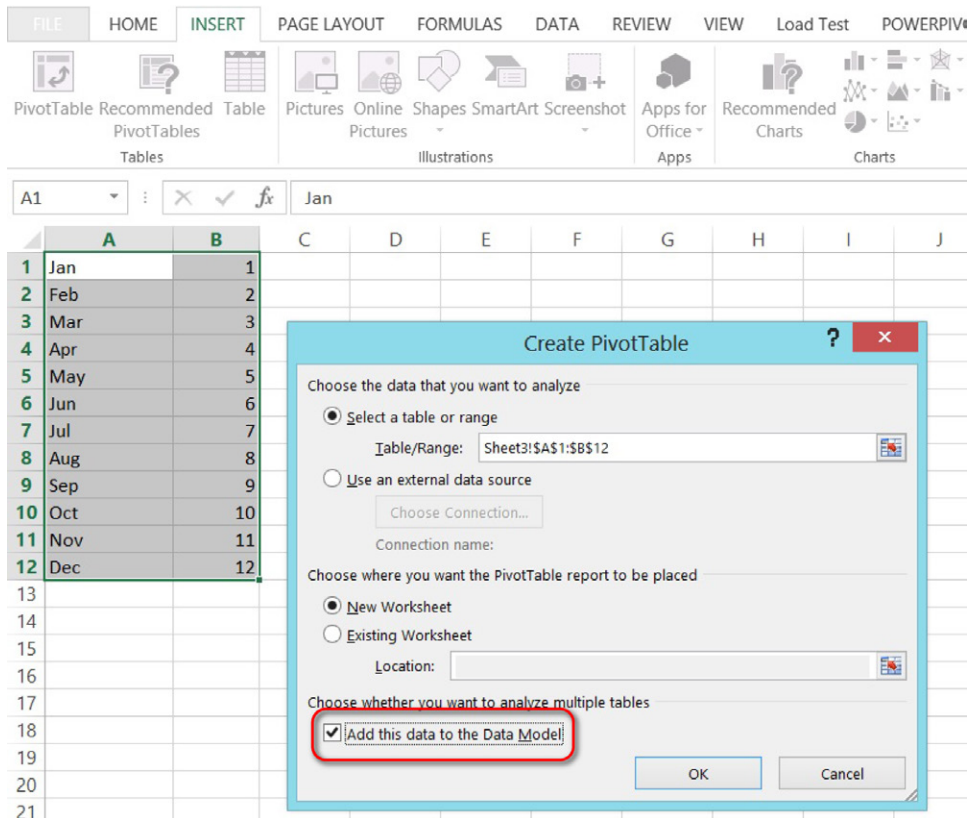 FILE HOME INSERT PAGE LAYOUT FORMULAS DATA REVIEW VIEW Load Test
PivotTable Recommended PivotTables Table Pictures Online Pictures Shapes SmartArt Screenshot Apps for Office Recommended Charts
Tables Illustrations Apps Charts
A1 fx Jan
A B C D E F G H I J
1 Jan 1
2 Feb 2
3 Mar 3
4 Apr 4
5 May 5
6 Jun 6
7 Jul 7
8 Aug 8
9 Sep 9
10 Oct 10
11 Nov 11
12 Dec 12
13
14
15
16
17
18
19
20
21
Create PivotTable ?
Choose the data that you want to analyze
Select a table or range
Table/Range: Sheet3!$A$1:$B$12
Use an external data source
Choose Connection...
Connection name:
Choose where you want the PivotTable report to be placed
New Worksheet
Existing Worksheet
Location:
Choose whether you want to analyze multiple tables
Add this data to the Data Model
OK Cancel